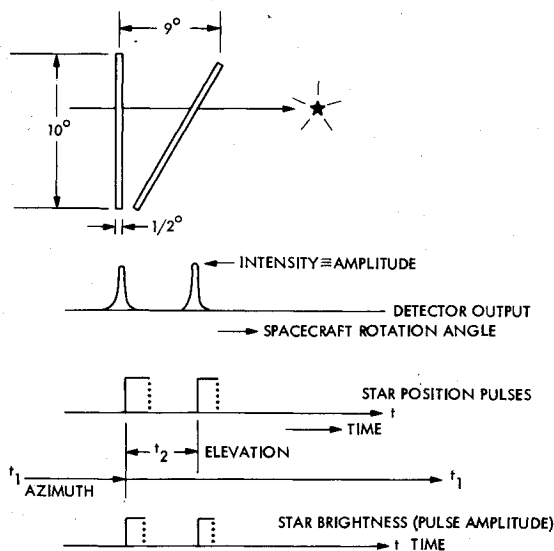 9°
10°
1/2°
INTENSITY≡AMPLITUDE
DETECTOR OUTPUT
SPACECRAFT ROTATION ANGLE
STAR POSITION PULSES
t
TIME
t2 ELEVATION
t1 t1
AZIMUTH
STAR BRIGHTNESS (PULSE AMPLITUDE)
t TIME